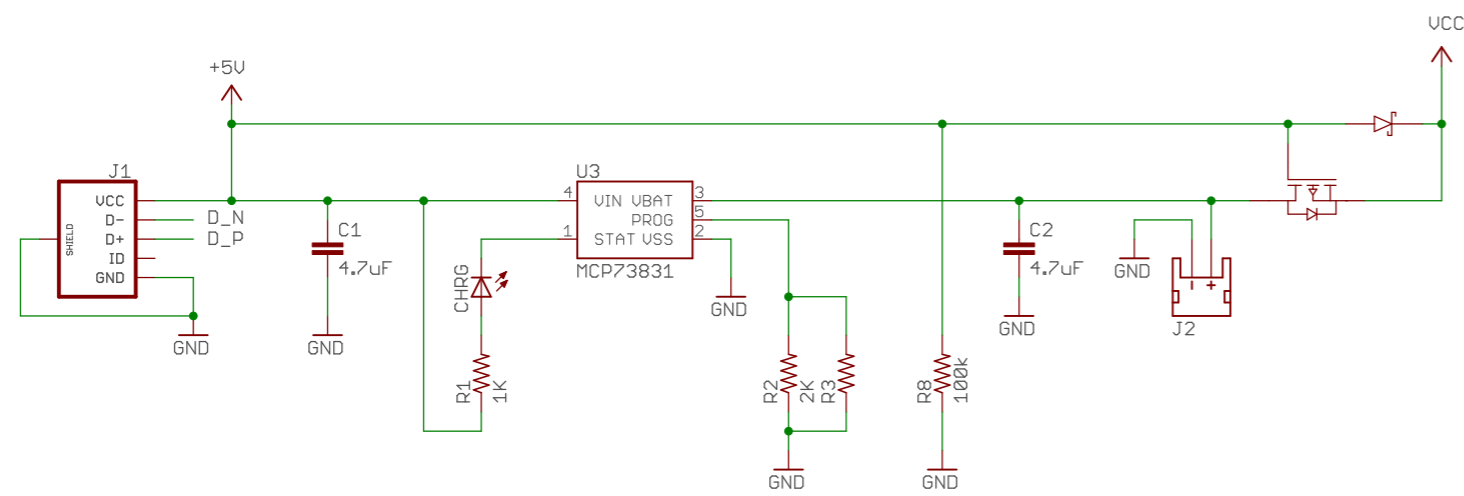 VCC
+5V
J1
U3
VCC
D-
D+
ID
GND
SHIELD
D_N
D_P
4
VIN
VBAT
3
PROG
5
1
STAT
VSS
2
MCP73831
C1
4.7uF
C2
4.7uF
CHRG
R1
1K
R2
2K
R3
R8
100k
GND
GND
GND
GND
GND
-
+
J2
GND
GND
GND